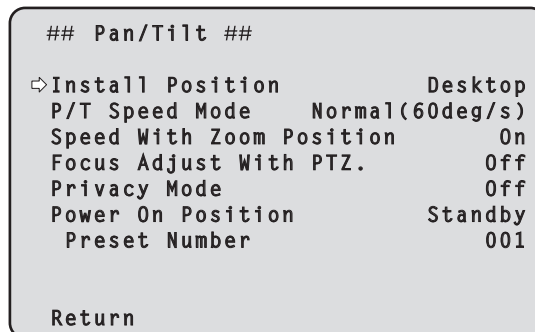 ## Pan/Tilt ##
⇨Install Position Desktop
P/T Speed Mode Normal(60deg/s)
Speed With Zoom Position On
Focus Adjust With PTZ. Off
Privacy Mode Off
Power On Position Standby
Preset Number 001
Return